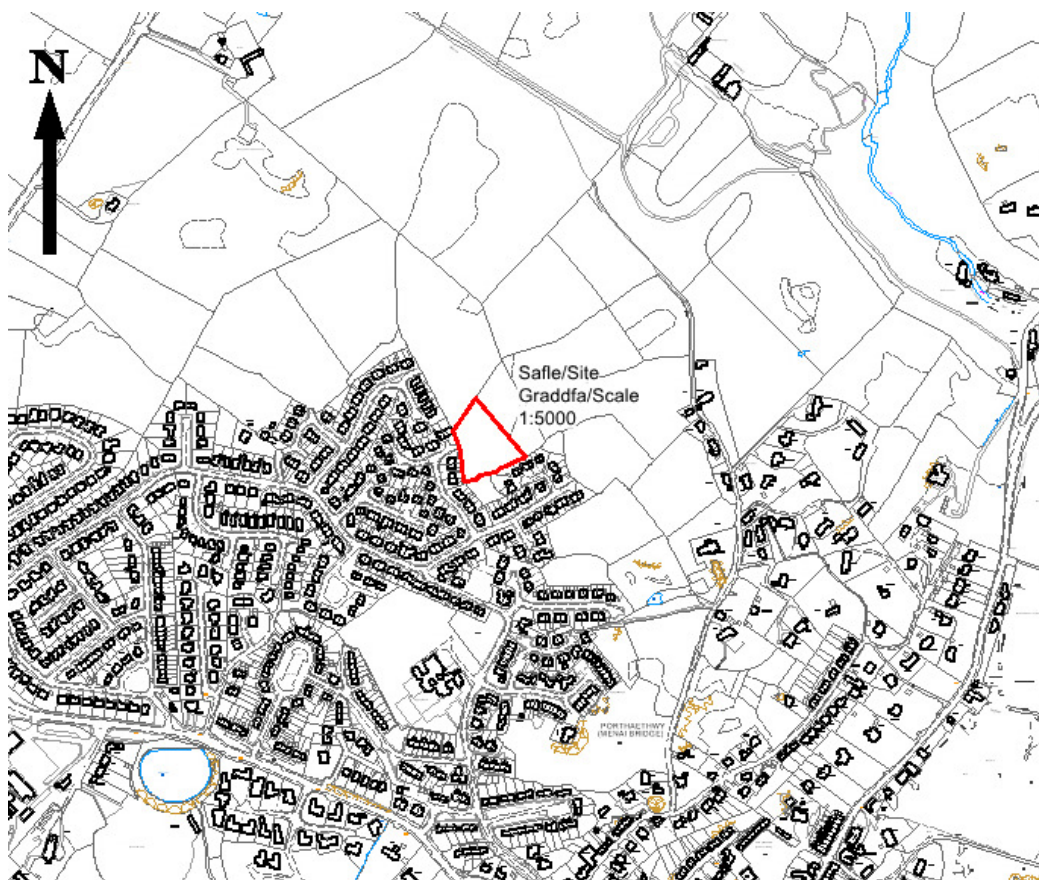 N
Safle/Site
Graddfa/Scale
1:5000
PORTHAETHWY
(MENAI BRIDGE)